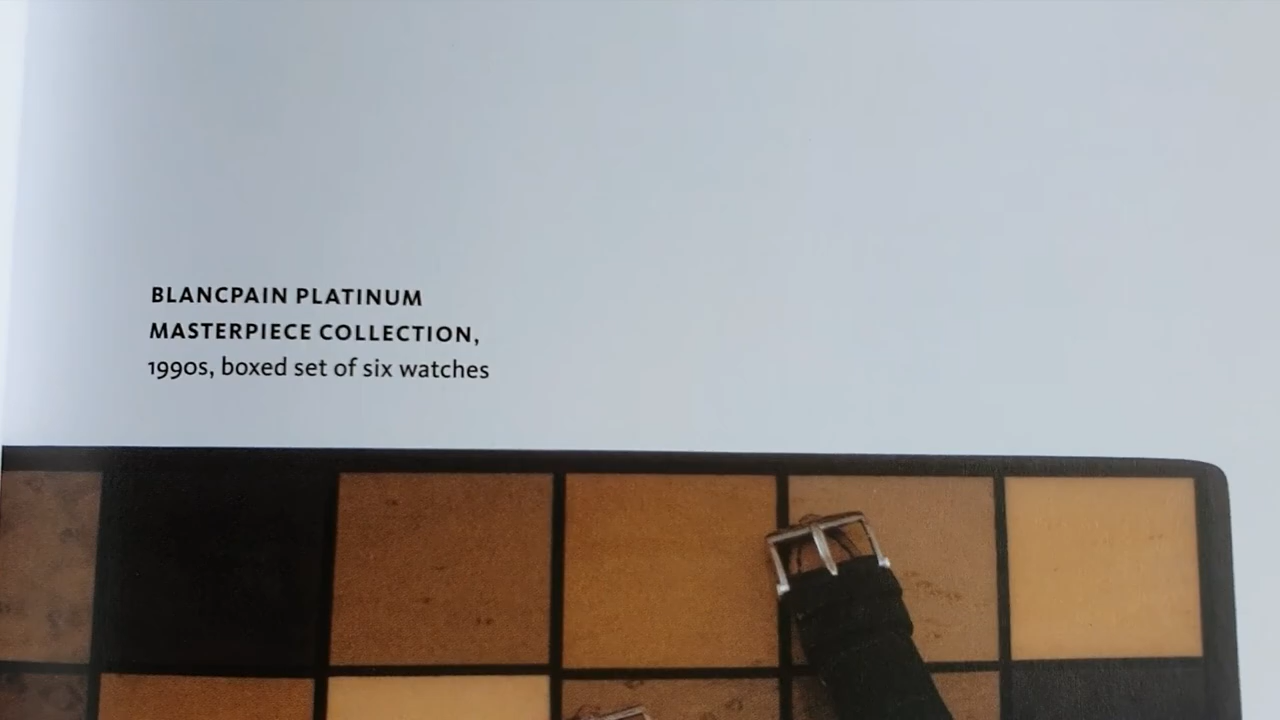 BLANCPAIN PLATINUM
MASTERPIECE COLLECTION,
1990s, boxed set of six watches